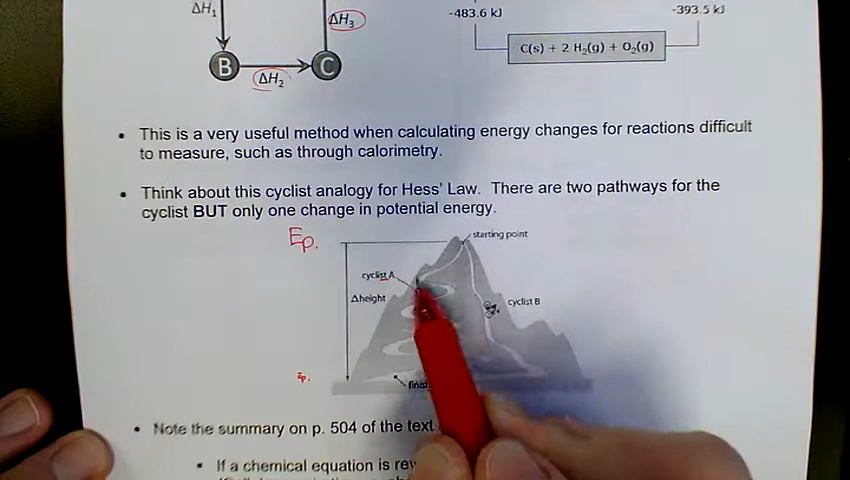 ΔH₁
ΔH₃
B
ΔH₂
C
-483.6 kJ
-393.5 kJ
C(s) + 2 H₂(g) + O₂(g)
• This is a very useful method when calculating energy changes for reactions difficult
to measure, such as through calorimetry.
• Think about this cyclist analogy for Hess' Law. There are two pathways for the
cyclist BUT only one change in potential energy.
Ep.
starting point
cyclist A
Δheight
cyclist B
Ep.
• Note the summary on p. 504 of the text
▪ If a chemical equation is